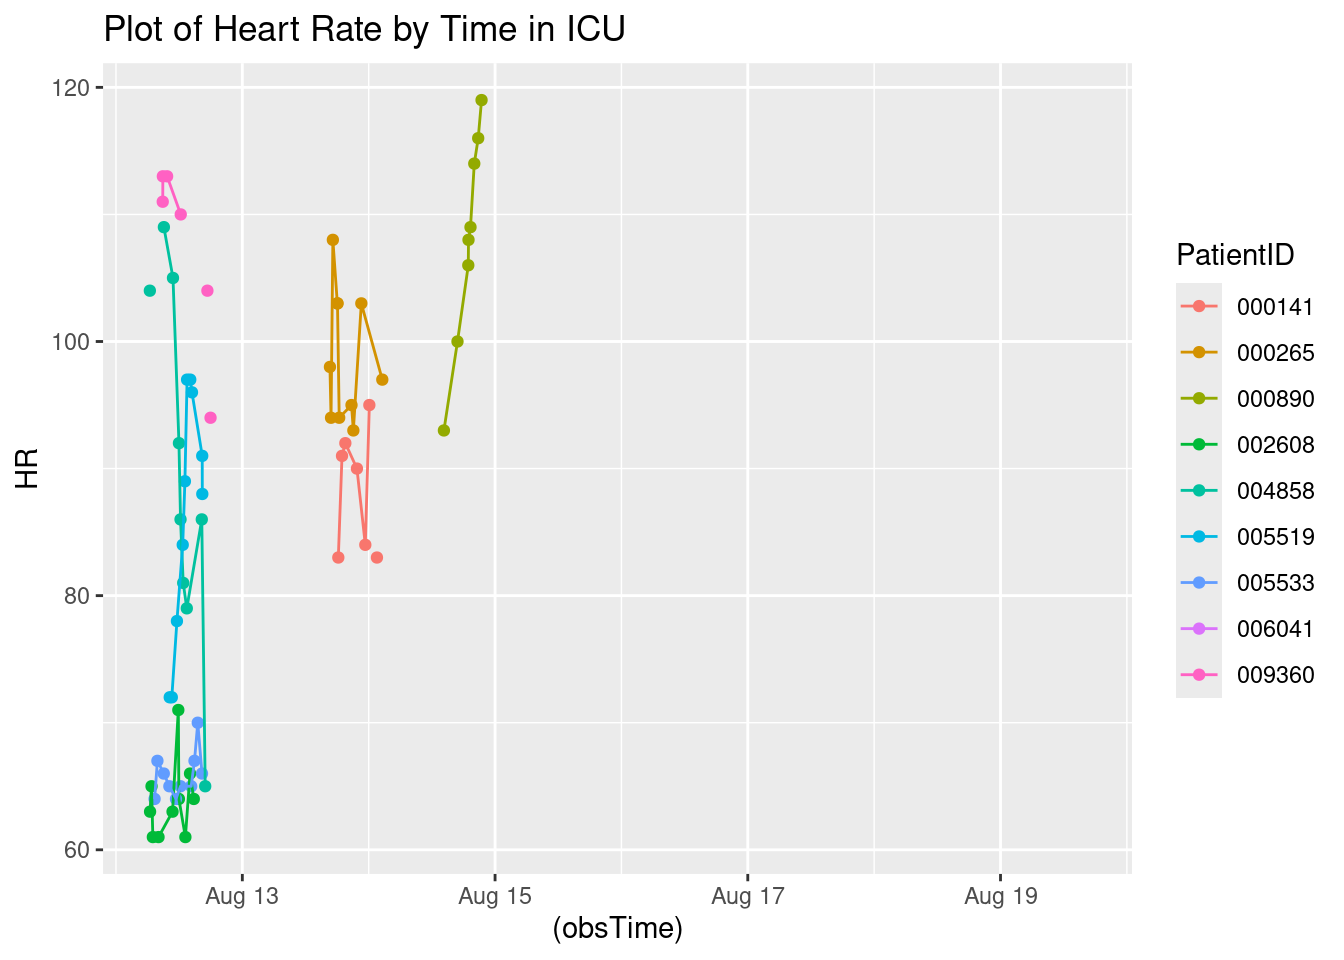 Plot of Heart Rate by Time in ICU
120
100
80
60
HR
Aug 13
Aug 15
Aug 17
Aug 19
(obsTime)
PatientID
000141
000265
000890
002608
004858
005519
005533
006041
009360